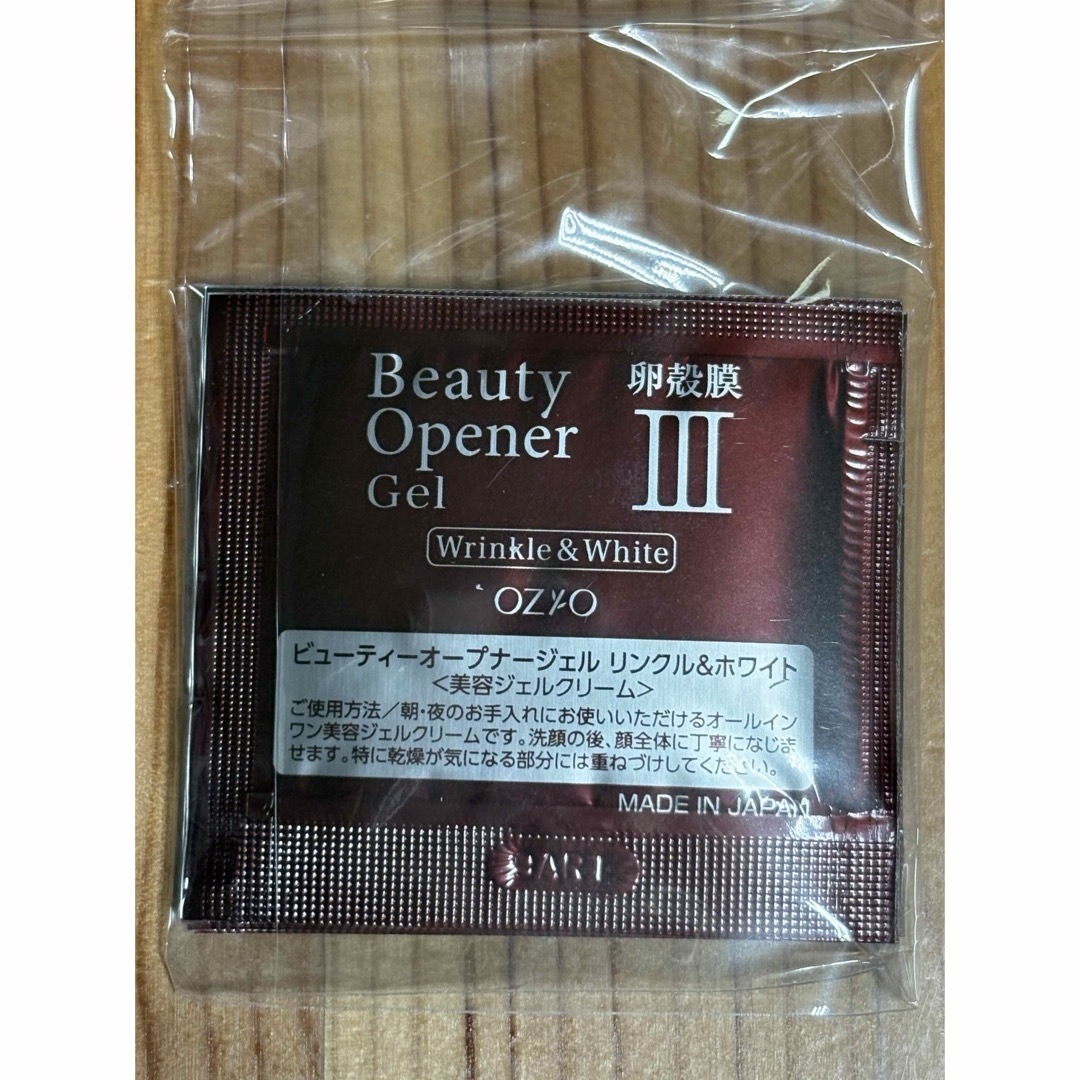 Beauty
Opener
Gel
卵殻膜
III
Wrinkle & White
OZIO
ビューティーオープナージェル リンクル&ホワイト
<美容ジェルクリーム>
ご使用方法/朝・夜のお手入れにお使いいただけるオールイン
ワン美容ジェルクリームです。洗顔の後、顔全体に丁寧になじま
せます。特に乾燥が気になる部分には重ねづけしてください。
MADE IN JAPAN